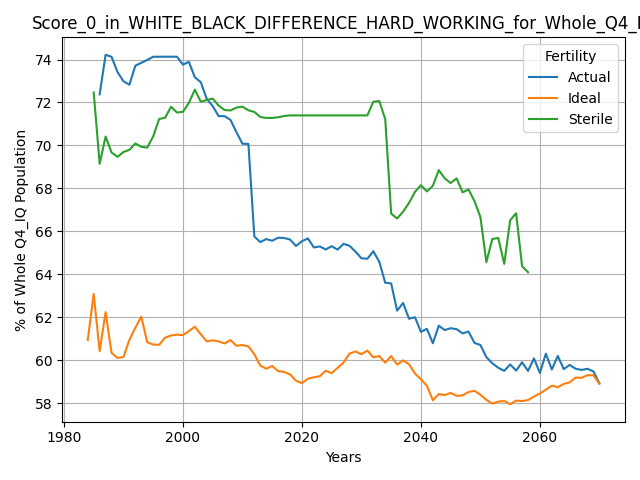 Score_0_in_WHITE_BLACK_DIFFERENCE_HARD_WORKING_for_Whole_Q4_I
Fertility
Actual
Ideal
Sterile
74
72
70
68
66
64
62
60
58
% of Whole Q4_IQ Population
1980
2000
2020
2040
2060
Years